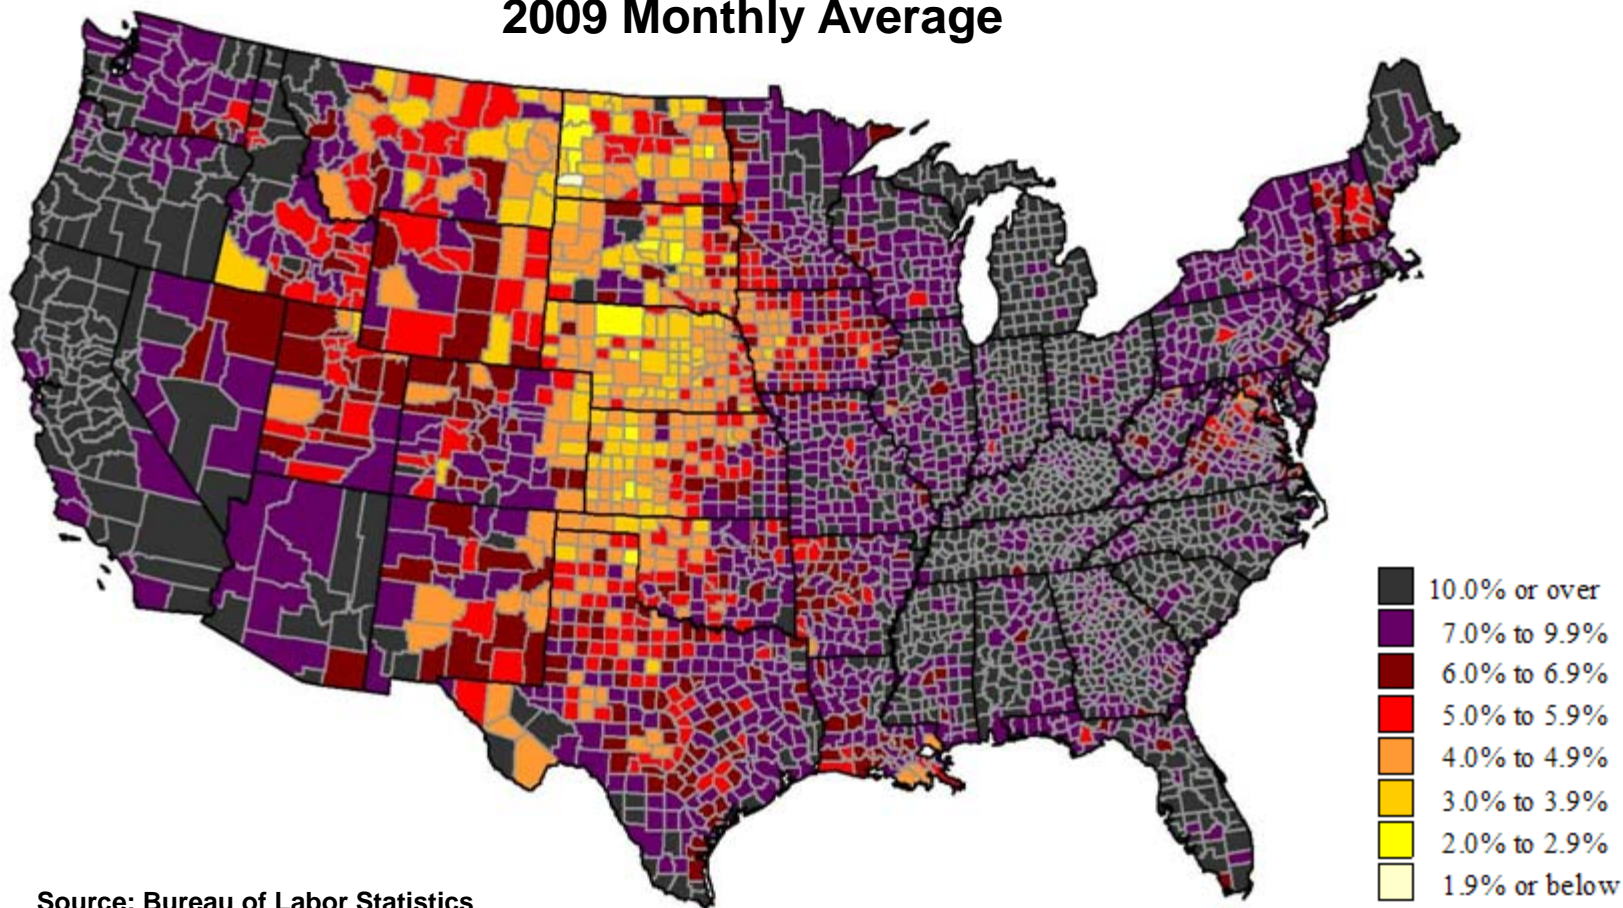 2009 Monthly Average
10.0% or over
7.0% to 9.9%
6.0% to 6.9%
5.0% to 5.9%
4.0% to 4.9%
3.0% to 3.9%
2.0% to 2.9%
1.9% or below
Source: Bureau of Labor Statistics